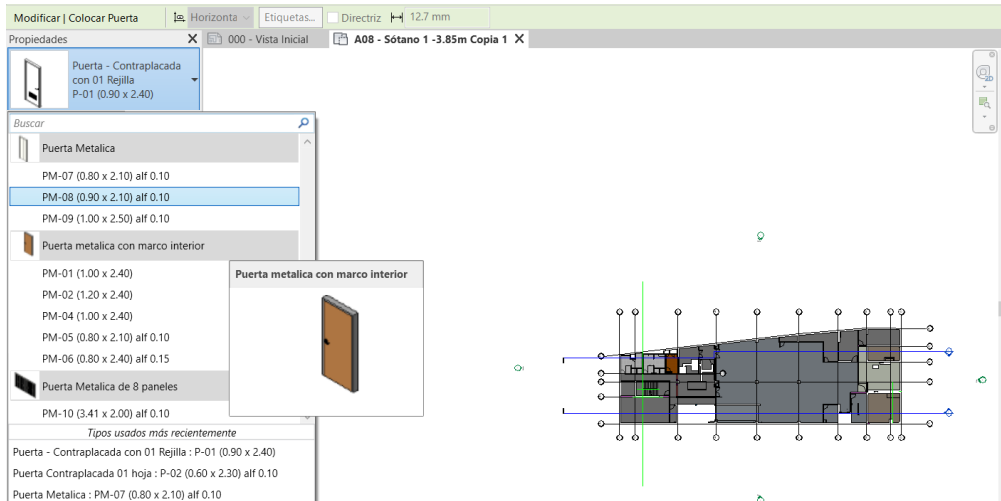 Modificar | Colocar Puerta
Horizonta
Etiquetas...
Directriz
12.7 mm
Propiedades
000 - Vista Inicial
A08 - Sótano 1 -3.85m Copia 1
Puerta - Contraplacada
con 01 Rejilla
P-01 (0.90 x 2.40)
2D
Buscar
Puerta Metalica
PM-07 (0.80 x 2.10) alf 0.10
PM-08 (0.90 x 2.10) alf 0.10
PM-09 (1.00 x 2.50) alf 0.10
Puerta metalica con marco interior
PM-01 (1.00 x 2.40)
Puerta metalica con marco interior
PM-02 (1.20 x 2.40)
PM-04 (1.00 x 2.40)
PM-05 (0.80 x 2.10) alf 0.10
PM-06 (0.80 x 2.40) alf 0.15
Puerta Metalica de 8 paneles
PM-10 (3.41 x 2.00) alf 0.10
Tipos usados más recientemente
Puerta - Contraplacada con 01 Rejilla : P-01 (0.90 x 2.40)
Puerta Contraplacada 01 hoja : P-02 (0.60 x 2.30) alf 0.10
Puerta Metalica : PM-07 (0.80 x 2.10) alf 0.10